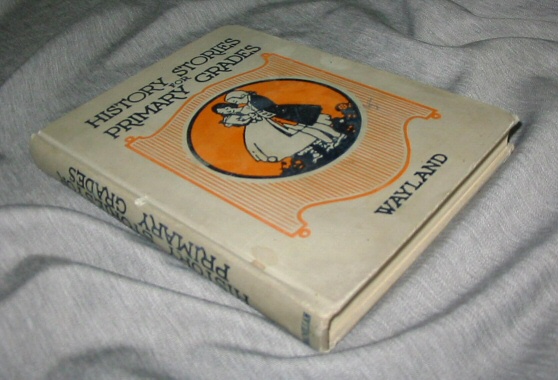 HISTORY STORIES
FOR
PRIMARY GRADES
WAYLAND
HISTORY
STORIES
PRIMARY
GRADES